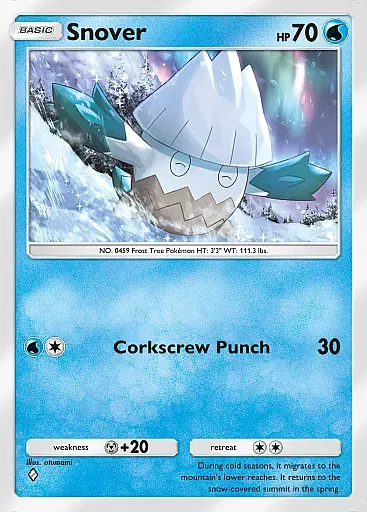 BASIC Snover HP 70
NO. 0459 Frost Tree Pokémon HT: 3'3" WT: 111.3 lbs.
Corkscrew Punch 30
weakness +20 retreat
Illus. otumami
During cold seasons, it migrates to the
mountain's lower reaches. It returns to the
snow-covered summit in the spring.